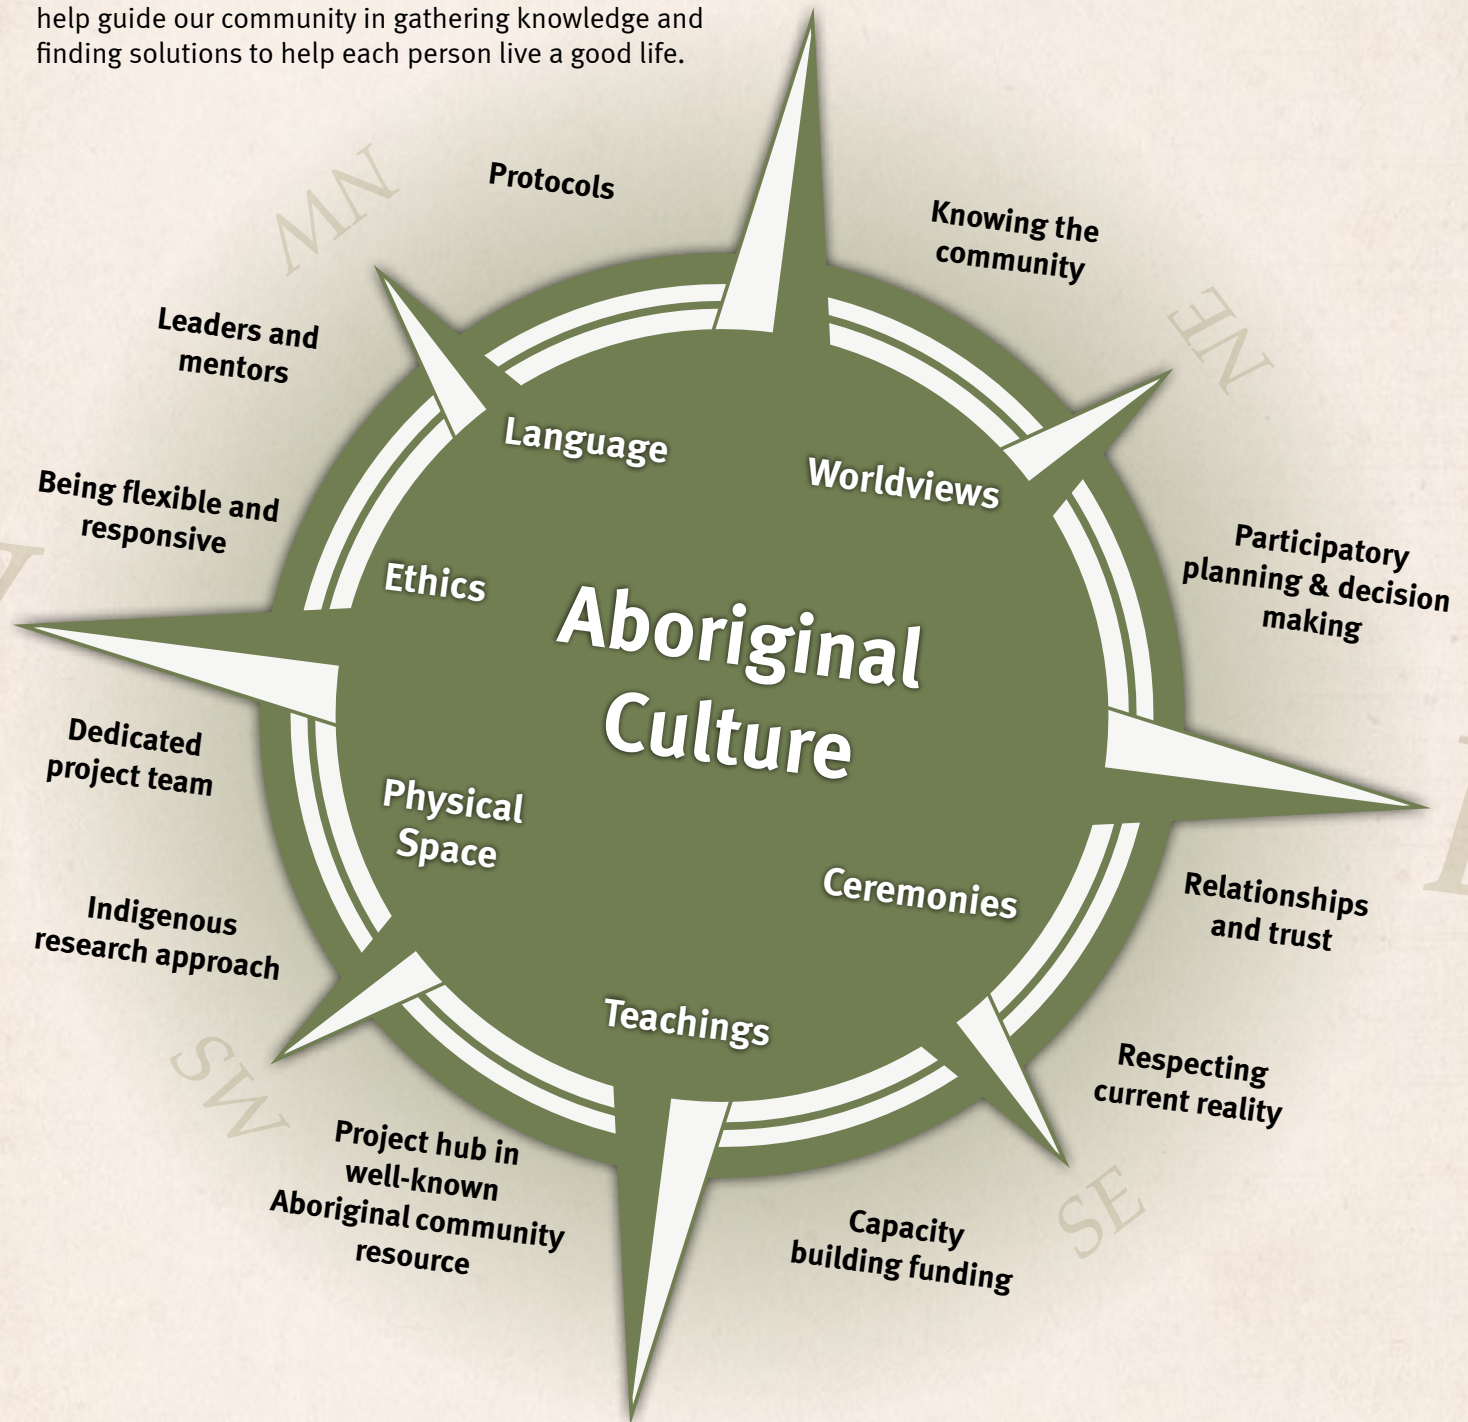 help guide our community in gathering knowledge and
finding solutions to help each person live a good life.
Protocols
Knowing the
community
NW
NE
Leaders and
mentors
Language
Worldviews
Being flexible and
responsive
Participatory
planning & decision
making
Ethics
Aboriginal
Culture
Dedicated
project team
Physical
Space
Ceremonies
Relationships
and trust
Indigenous
research approach
Teachings
Respecting
current reality
SW
SE
Project hub in
well-known
Aboriginal community
resource
Capacity
building funding